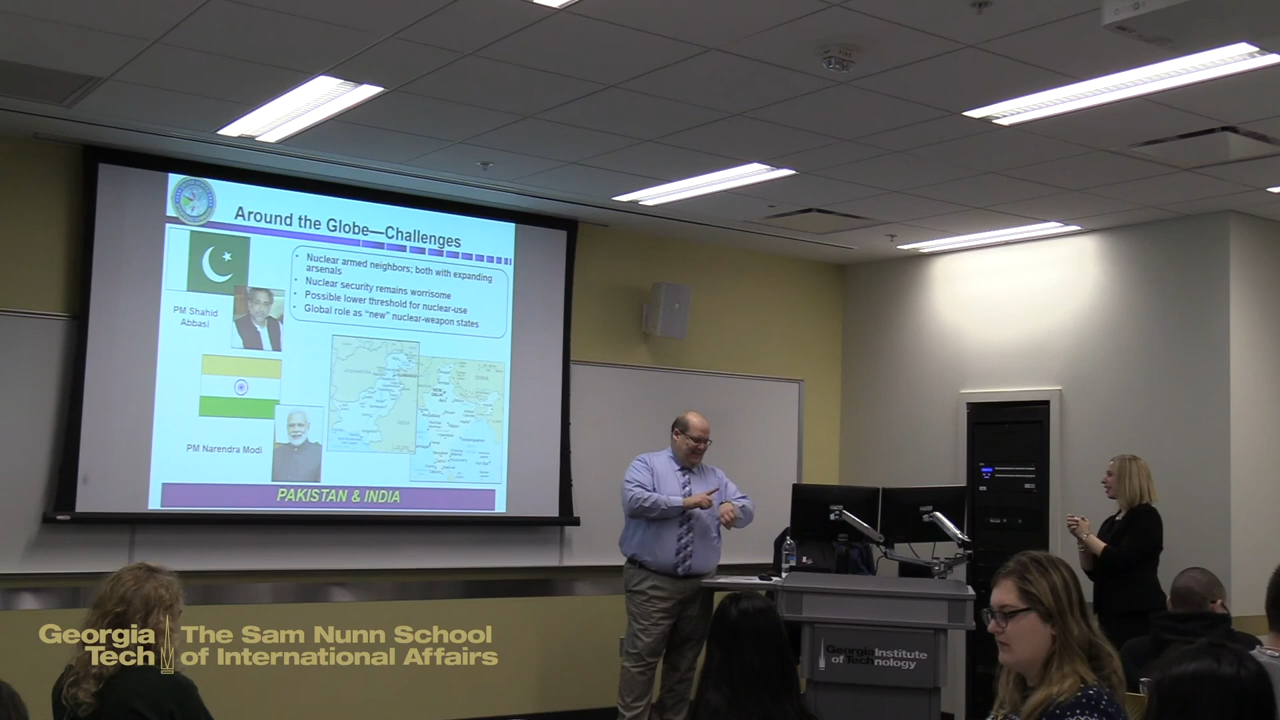 Around the Globe—Challenges
• Nuclear armed neighbors; both with expanding
arsenals
• Nuclear security remains worrisome
• Possible lower threshold for nuclear-use
• Global role as “new” nuclear-weapon states
PM Shahid
Abbasi
PM Narendra Modi
PAKISTAN & INDIA
Georgia Institute
of Technology
Georgia Tech
The Sam Nunn School
of International Affairs